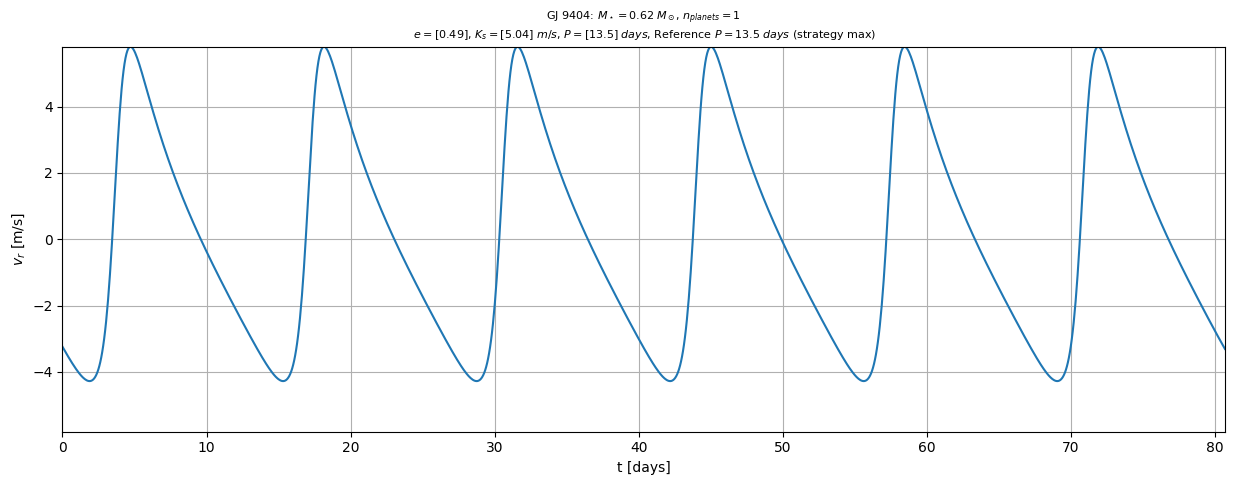 GJ 9404: $M_\star = 0.62\ M_\odot$, $n_{planets} = 1$
$e = [0.49]$, $K_s = [5.04]\ m/s$, $P = [13.5]\ days$, Reference $P = 13.5\ days$ (strategy max)
4
2
0
−2
−4
$v_r$ [m/s]
0 10 20 30 40 50 60 70 80
t [days]